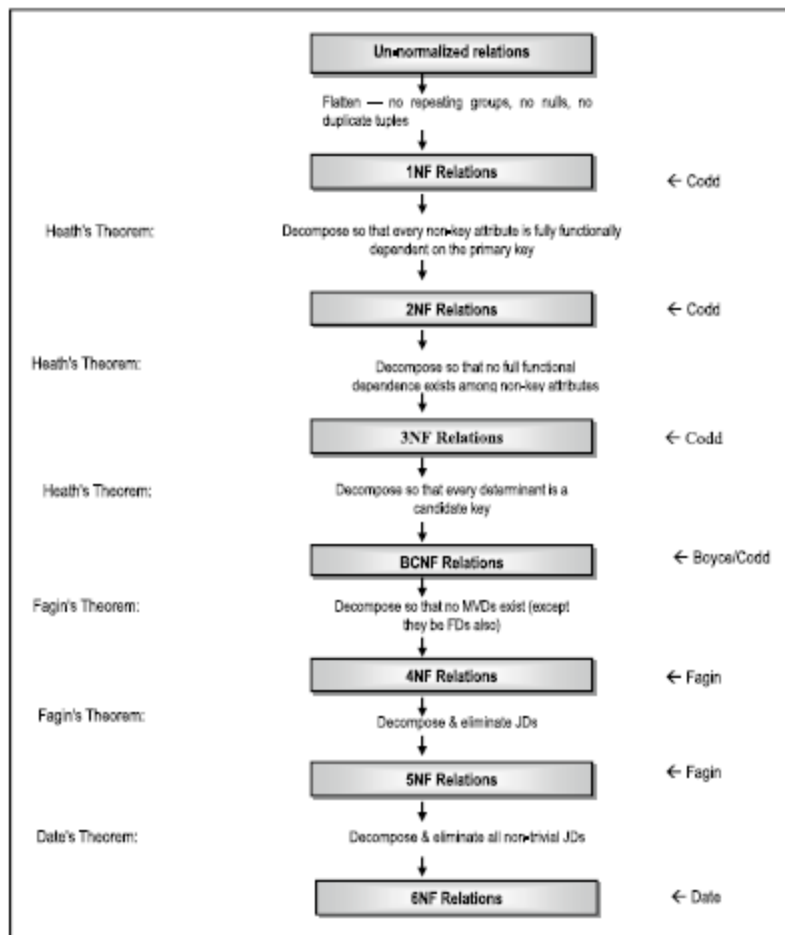 Un-normalized relations
Flatten — no repeating groups, no nulls, no
duplicate tuples
1NF Relations
← Codd
Heath's Theorem:
Decompose so that every non-key attribute is fully functionally
dependent on the primary key
2NF Relations
← Codd
Heath's Theorem:
Decompose so that no full functional
dependence exists among non-key attributes
3NF Relations
← Codd
Heath's Theorem:
Decompose so that every determinant is a
candidate key
BCNF Relations
← Boyce/Codd
Fagin's Theorem:
Decompose so that no MVDs exist (except
they be FDs also)
4NF Relations
← Fagin
Fagin's Theorem:
Decompose & eliminate JDs
5NF Relations
← Fagin
Date's Theorem:
Decompose & eliminate all non-trivial JDs
6NF Relations
← Date